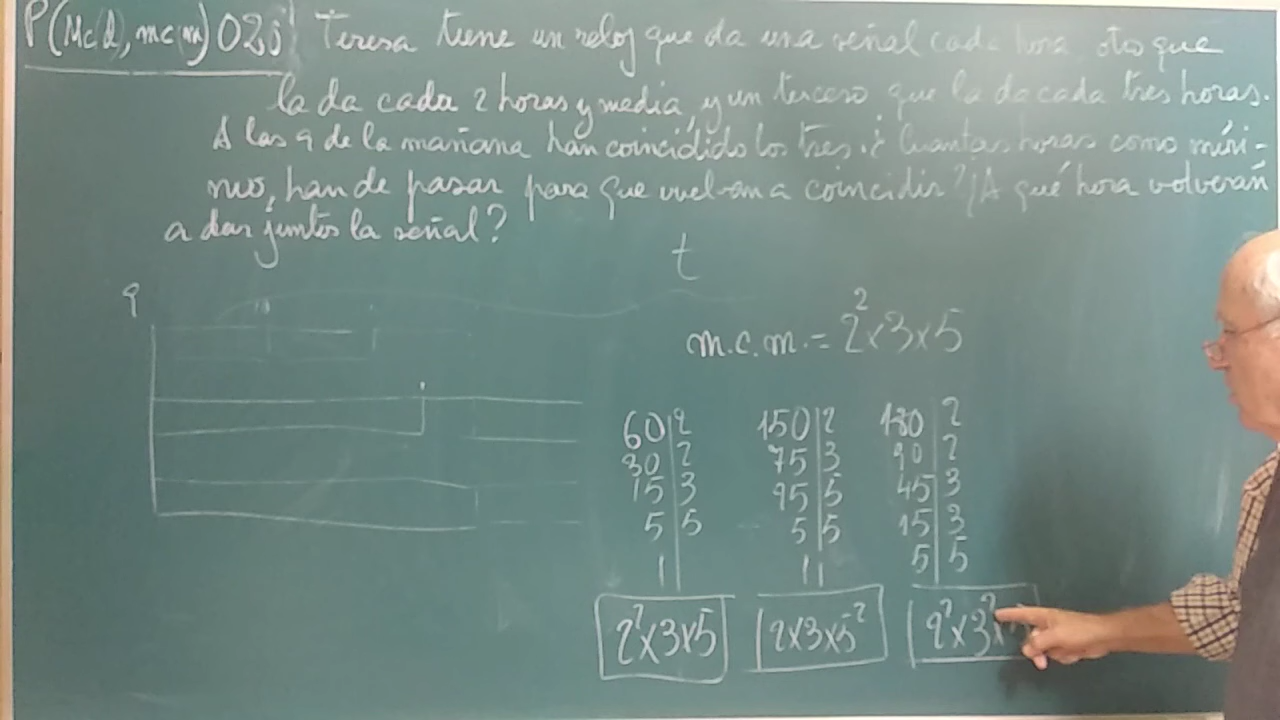 P(Mcd, mcm) 02j Teresa tiene un reloj que da una señal cada hora otro que
la da cada 2 horas y media, y un tercero que la da cada tres horas.
A las 9 de la mañana han coincidido los tres. ¿Cuantas horas como míni-
mo, han de pasar para que vuelvan a coincidir? ¿A qué hora volverán
a dar juntos la señal?
t
9
m.c.m. = 2²x3x5
60|2 150|2 180|2
30|2 75|3 90|2
15|3 25|5 45|3
5|5 5|5 15|3
1| 1| 5|5
2²x3x5 2x3x5² 2²x3²x